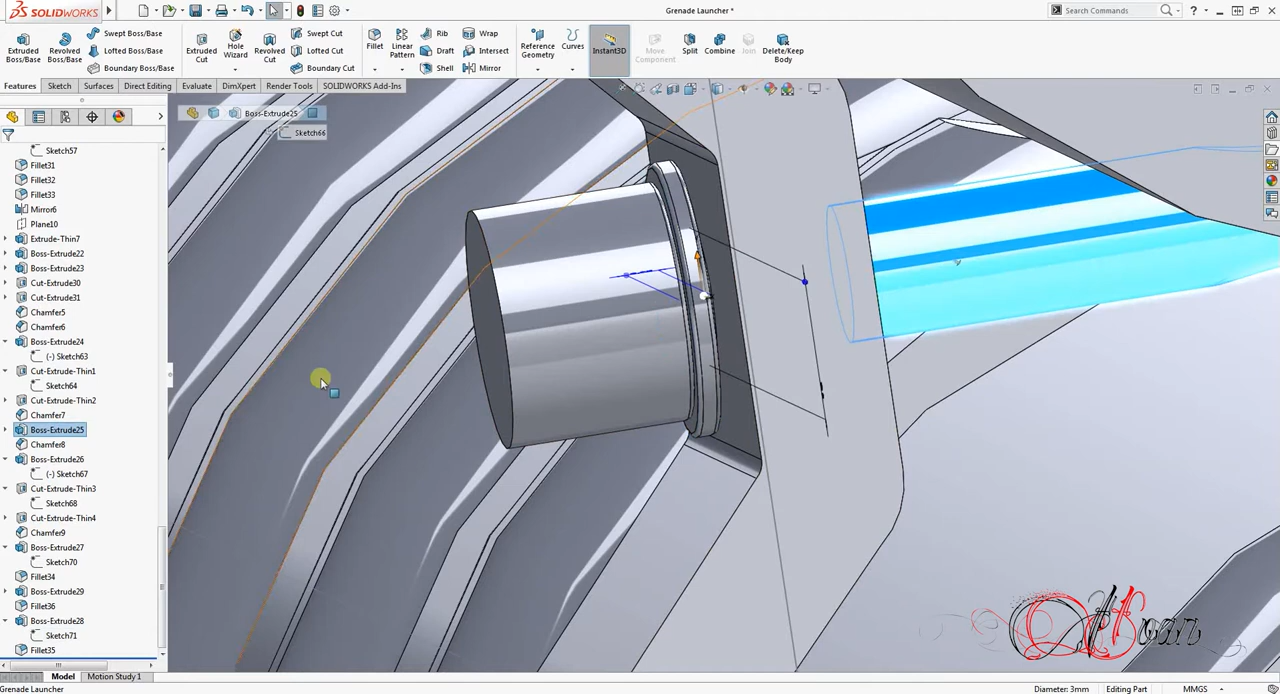 SOLIDWORKS
Grenade Launcher *
Search Commands
Extruded Boss/Base
Revolved Boss/Base
Swept Boss/Base
Lofted Boss/Base
Boundary Boss/Base
Extruded Cut
Hole Wizard
Revolved Cut
Swept Cut
Lofted Cut
Boundary Cut
Fillet
Linear Pattern
Rib
Draft
Shell
Wrap
Intersect
Mirror
Reference Geometry
Curves
Instant3D
Move Component
Split
Combine
Join
Delete/Keep Body
Features
Sketch
Surfaces
Direct Editing
Evaluate
DimXpert
Render Tools
SOLIDWORKS Add-Ins
Boss-Extrude25
Sketch66
Sketch57
Fillet31
Fillet32
Fillet33
Mirror6
Plane10
Extrude-Thin7
Boss-Extrude22
Boss-Extrude23
Cut-Extrude30
Cut-Extrude31
Chamfer5
Chamfer6
Boss-Extrude24
(-) Sketch63
Cut-Extrude-Thin1
Sketch64
Cut-Extrude-Thin2
Chamfer7
Boss-Extrude25
Chamfer8
Boss-Extrude26
(-) Sketch67
Cut-Extrude-Thin3
Sketch68
Cut-Extrude-Thin4
Chamfer9
Boss-Extrude27
Sketch70
Fillet34
Boss-Extrude29
Fillet36
Boss-Extrude28
Sketch71
Fillet35
Model
Motion Study 1
Grenade Launcher
Diameter: 3mm
Editing Part
MMGS